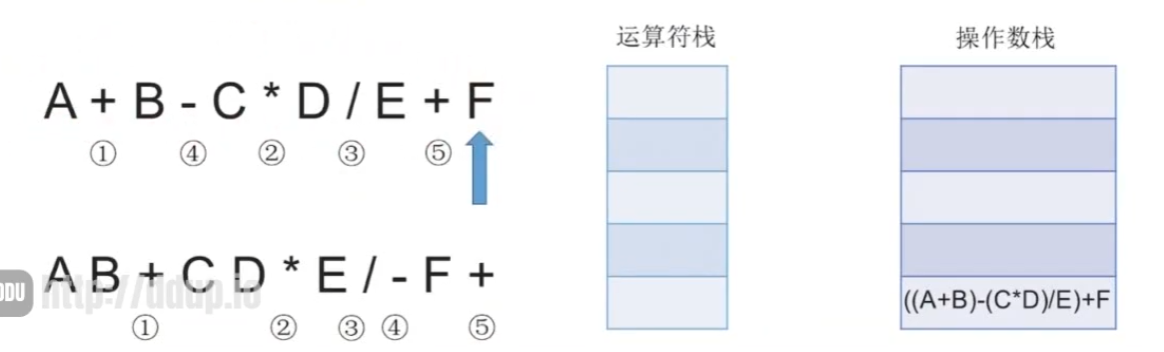 运算符栈
操作数栈
A + B - C * D / E + F
① ④ ② ③ ⑤
A B + C D * E / - F +
① ② ③ ④ ⑤
((A+B)-(C*D)/E)+F
DDU http://ddup.io